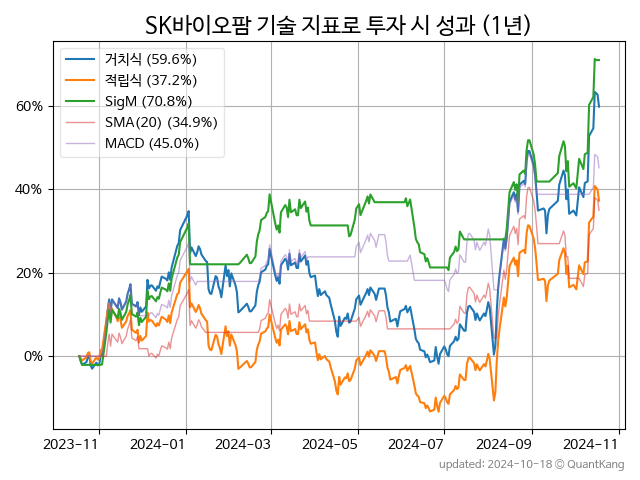 SK바이오팜 기술 지표로 투자 시 성과 (1년)
거치식 (59.6%)
적립식 (37.2%)
SigM (70.8%)
SMA(20) (34.9%)
MACD (45.0%)
60%
40%
20%
0%
2023-11 2024-01 2024-03 2024-05 2024-07 2024-09 2024-11
updated: 2024-10-18 © QuantKang